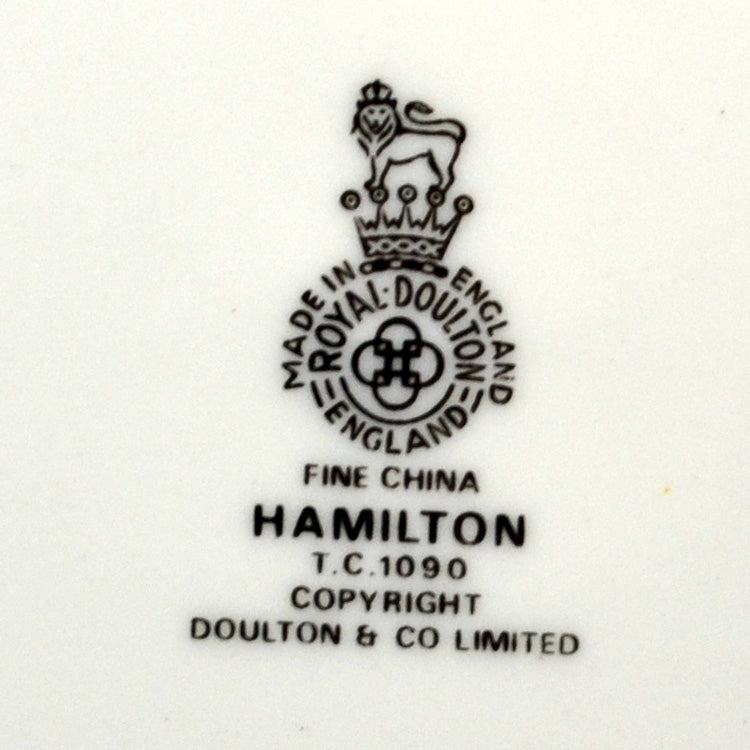 MADE IN ENGLAND
ROYAL·DOULTON
ENGLAND
FINE CHINA
HAMILTON
T.C.1090
COPYRIGHT
DOULTON & CO LIMITED